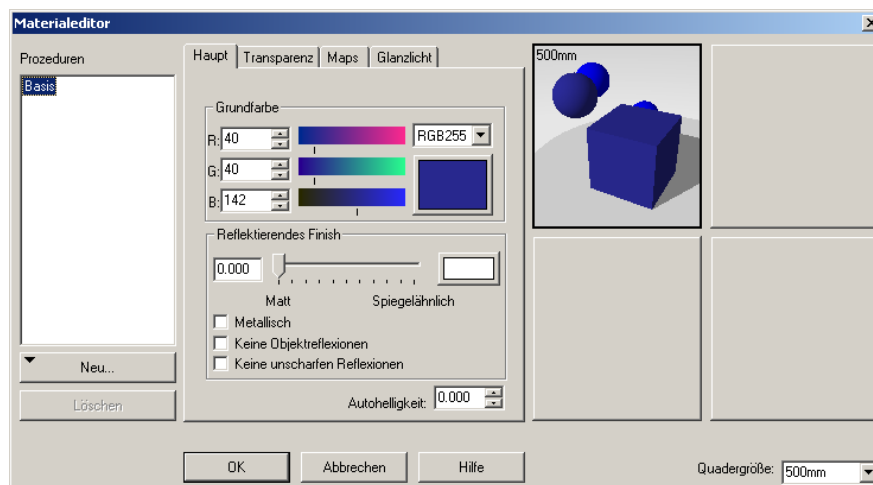 Materialeditor
Prozeduren
Basis
Neu...
Löschen
Haupt
Transparenz
Maps
Glanzlicht
Grundfarbe
R: 40
G: 40
B: 142
RGB255
Reflektierendes Finish
0.000
Matt
Spiegelähnlich
Metallisch
Keine Objektreflexionen
Keine unscharfen Reflexionen
Autohelligkeit: 0.000
500mm
OK
Abbrechen
Hilfe
Quadergröße: 500mm